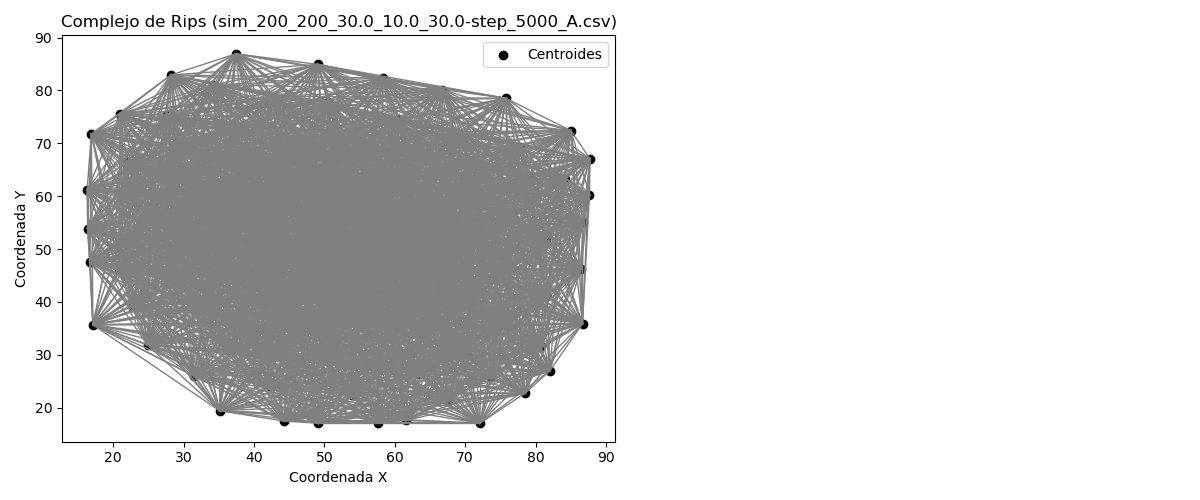 Complejo de Rips (sim_200_200_30.0_10.0_30.0-step_5000_A.csv)
Centroides
90
80
70
60
50
40
30
20
Coordenada Y
20 30 40 50 60 70 80 90
Coordenada X